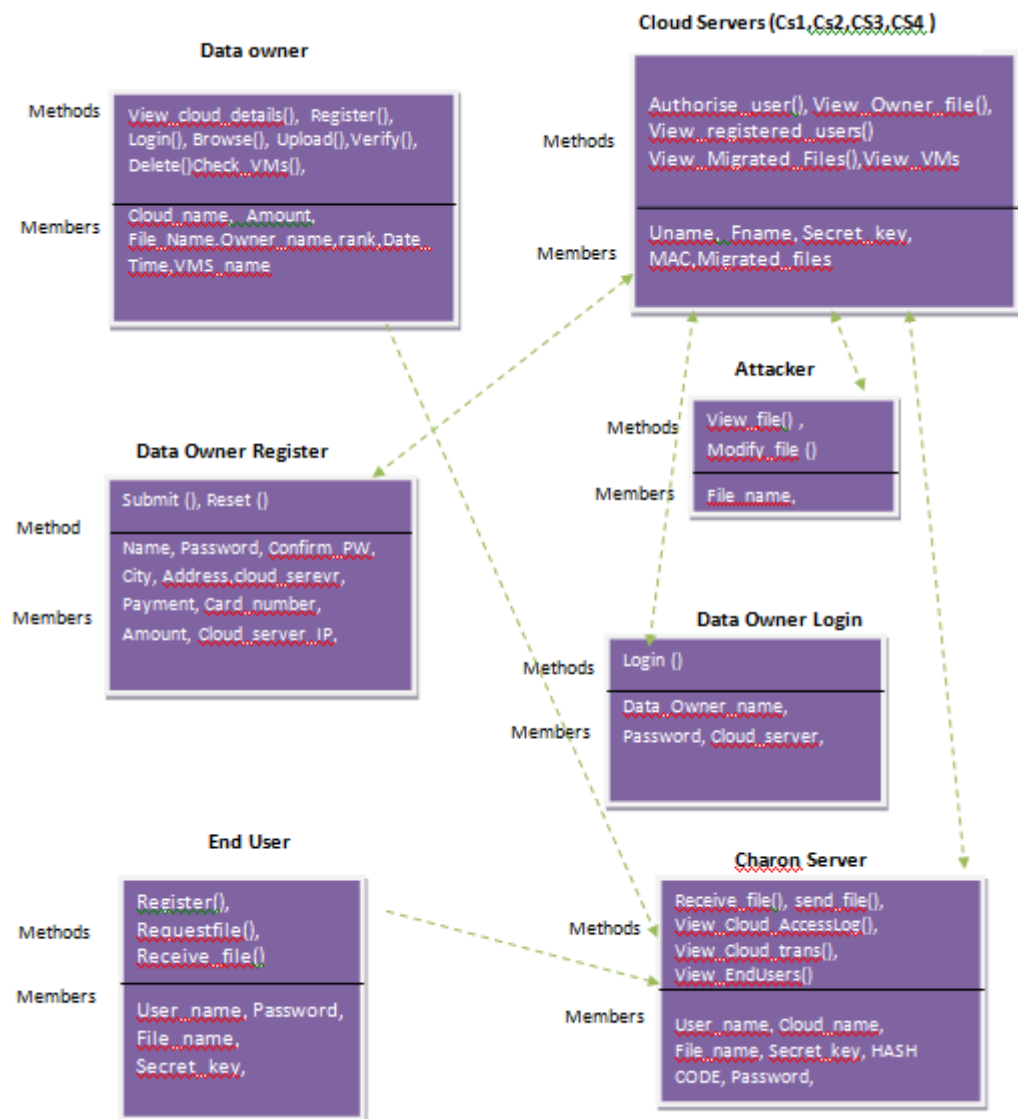 Cloud Servers (Cs1,Cs2,CS3,CS4 )
Data owner
Methods
View_cloud_details(), Register(),
Login(), Browse(), Upload(),Verify(),
Delete()Check_VMs(),
Members
Cloud_name, Amount,
File_Name.Owner_name,rank,Date_
Time,VMS_name
Methods
Authorise_user(), View_Owner_file(),
View_registered_users()
View_Migrated_Files(),View_VMs
Members
Uname, Fname, Secret_key,
MAC,Migrated_files
Attacker
Methods
View_file() ,
Modify_file ()
Members
File_name,
Data Owner Register
Method
Submit (), Reset ()
Members
Name, Password, Confirm_PW,
City, Address,cloud_serevr,
Payment, Card_number,
Amount, Cloud_server_IP,
Data Owner Login
Methods
Login ()
Members
Data_Owner_name,
Password, Cloud_server,
End User
Methods
Register(),
Requestfile(),
Receive_file()
Members
User_name, Password,
File_name,
Secret_key,
Charon Server
Methods
Receive_file(), send_file(),
View_Cloud_AccessLog(),
View_Cloud_trans(),
View_EndUsers()
Members
User_name, Cloud_name,
File_name, Secret_key, HASH
CODE, Password,